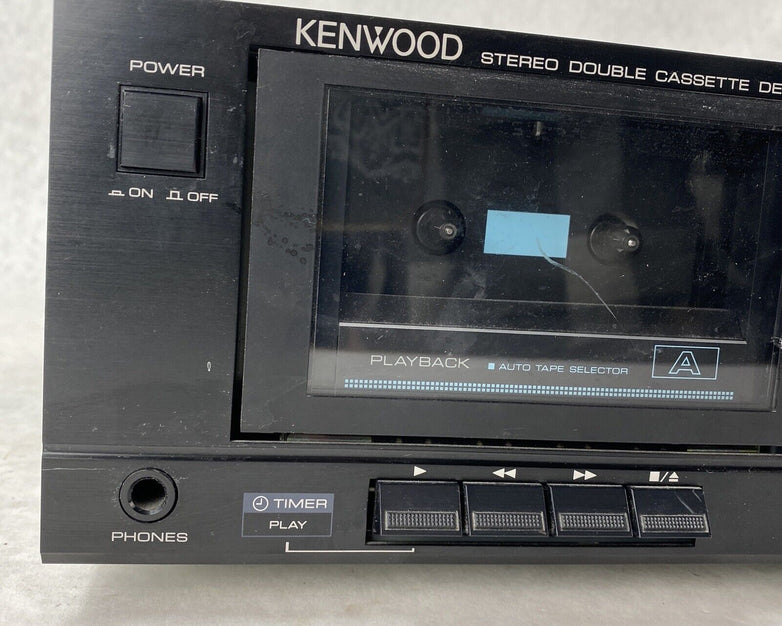 KENWOOD STEREO DOUBLE CASSETTE DE
POWER
ON OFF
PLAYBACK AUTO TAPE SELECTOR A
TIMER
PLAY
PHONES